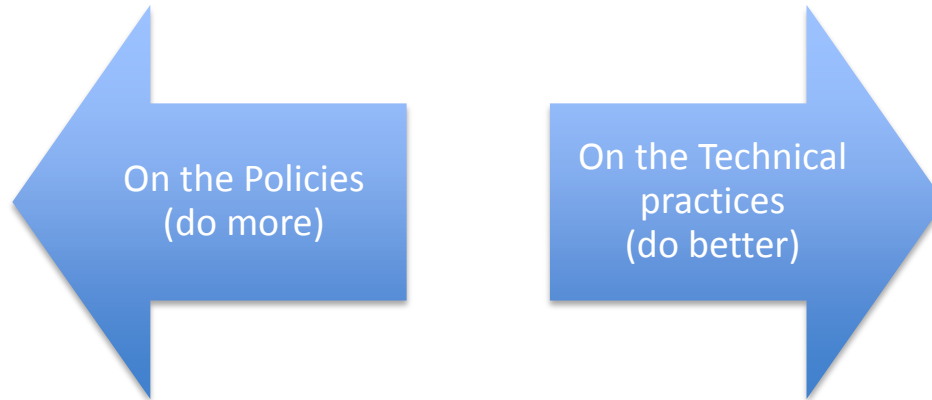 On the Policies
(do more)
On the Technical
practices
(do better)